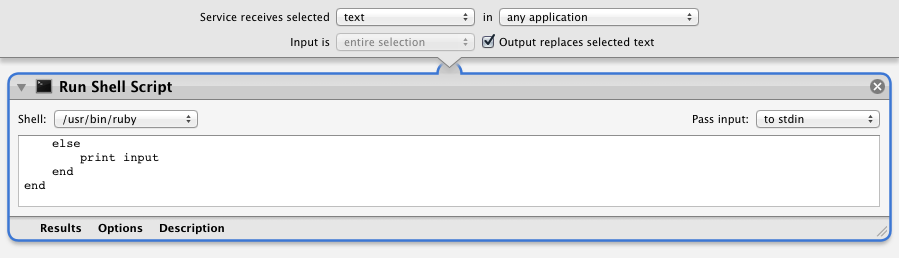 Service receives selected text in any application
Input is entire selection Output replaces selected text
Run Shell Script
Shell: /usr/bin/ruby Pass input: to stdin
else
print input
end
end
Results Options Description